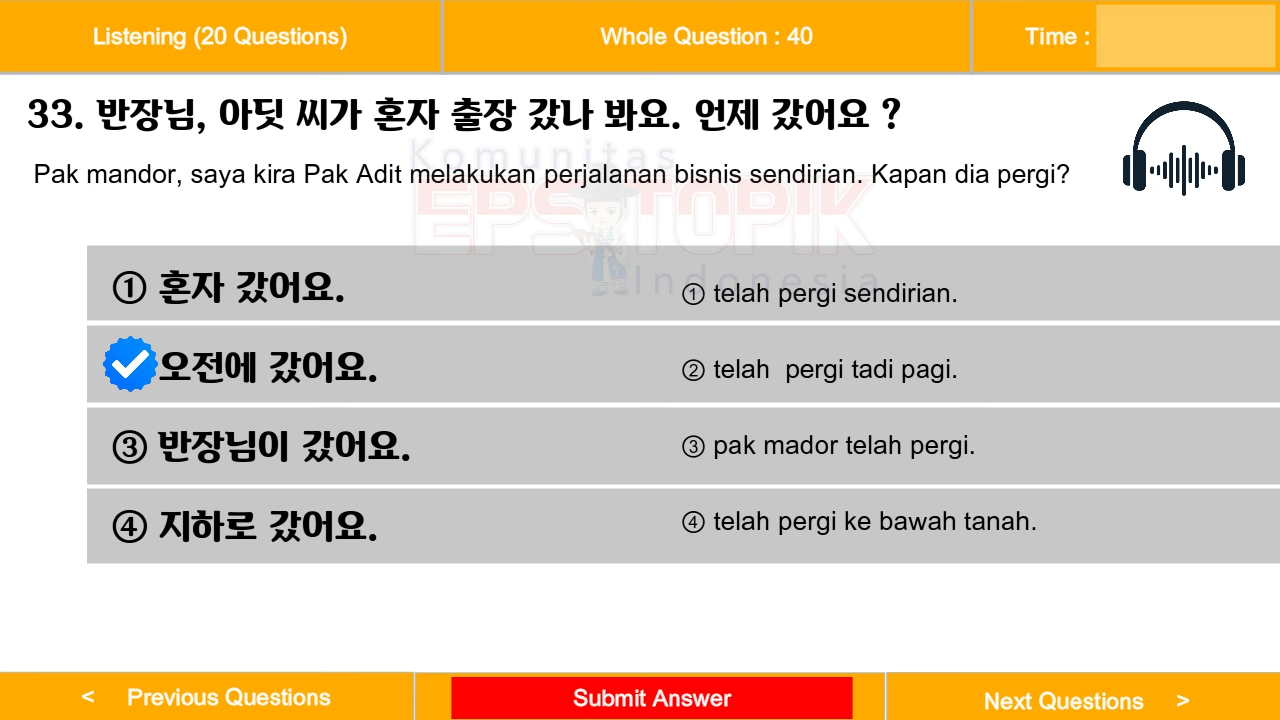 Listening (20 Questions)
Whole Question : 40
Time :
33. 반장님, 아딧 씨가 혼자 출장 갔나 봐요. 언제 갔어요 ?
Pak mandor, saya kira Pak Adit melakukan perjalanan bisnis sendirian. Kapan dia pergi?
Komunitas
EPS TOPIK
Indonesia
① 혼자 갔어요.
① telah pergi sendirian.
오전에 갔어요.
② telah pergi tadi pagi.
③ 반장님이 갔어요.
③ pak mador telah pergi.
④ 지하로 갔어요.
④ telah pergi ke bawah tanah.
< Previous Questions
Submit Answer
Next Questions >